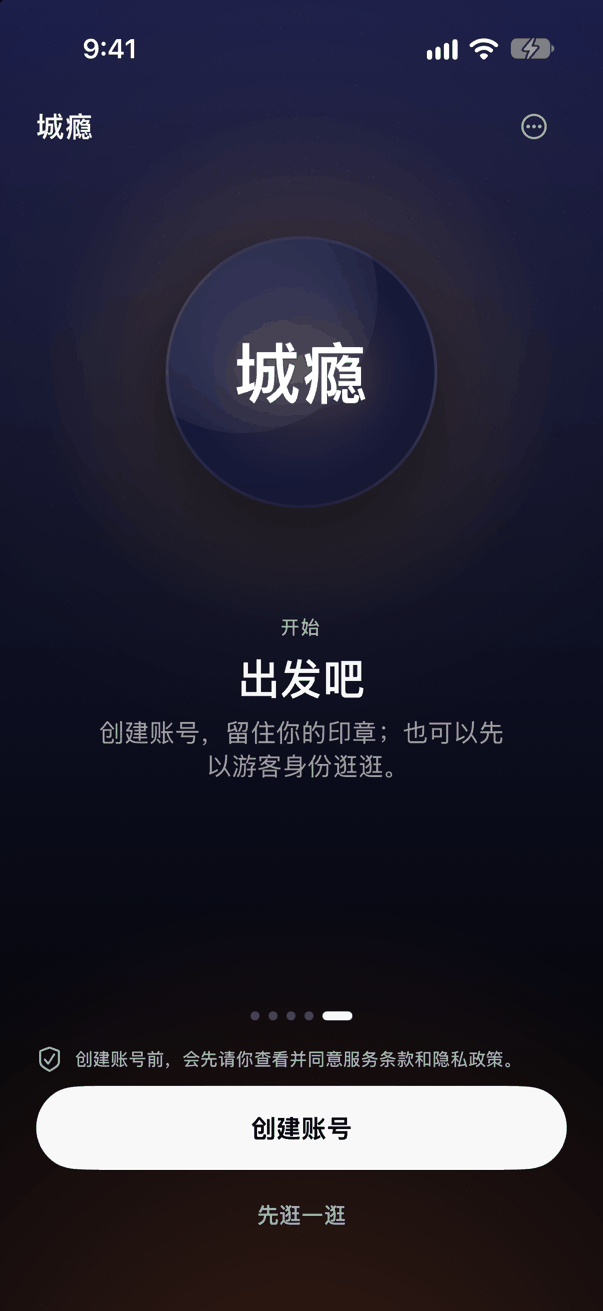 9:41
城瘾
城瘾
开始
出发吧
创建账号，留住你的印章；也可以先
以游客身份逛逛。
创建账号前，会先请你查看并同意服务条款和隐私政策。
创建账号
先逛一逛